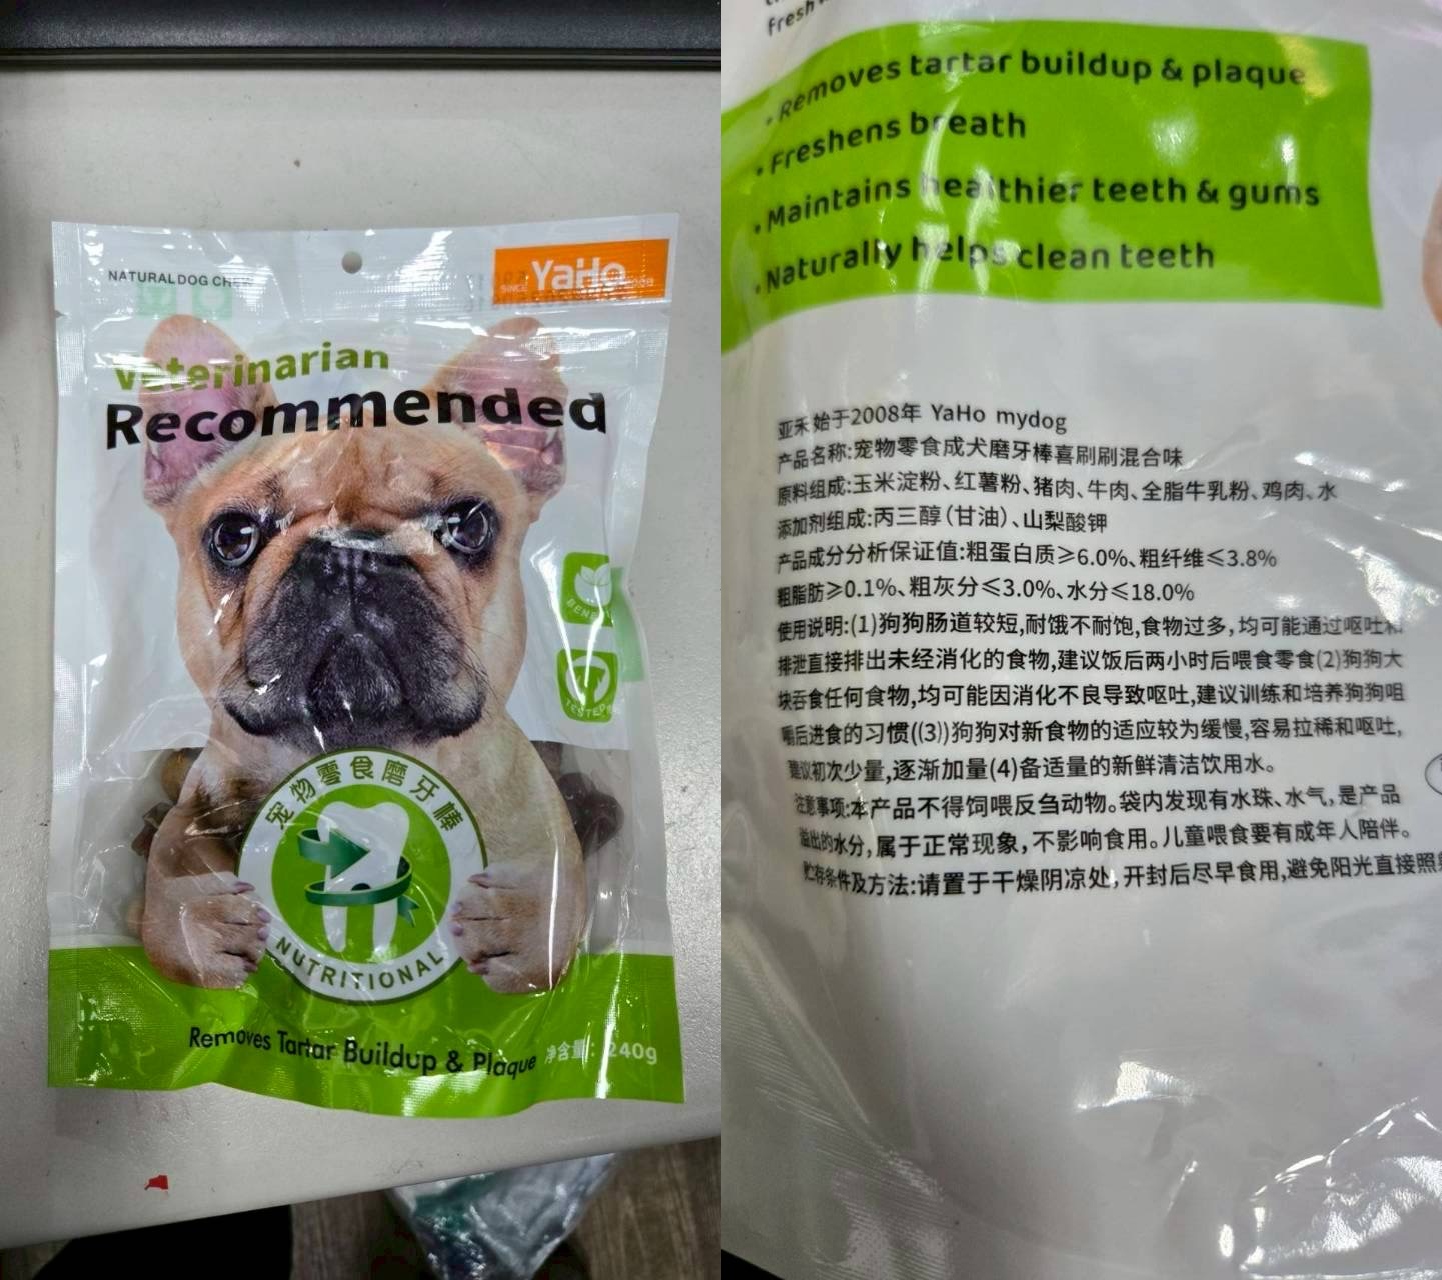 NATURAL DOG CHEW
SINCE YaHo
Veterinarian
Recommended
TESTED
宠物零食磨牙棒
NUTRITIONAL
Removes Tartar Buildup & Plaque
净含量: 240g
fresh
• Removes tartar buildup & plaque
• Freshens breath
• Maintains healthier teeth & gums
• Naturally helps clean teeth
亚禾始于2008年 YaHo mydog
产品名称:宠物零食成犬磨牙棒喜刷刷混合味
原料组成:玉米淀粉、红薯粉、猪肉、牛肉、全脂牛乳粉、鸡肉、水
添加剂组成:丙三醇(甘油)、山梨酸钾
产品成分分析保证值:粗蛋白质≥6.0%、粗纤维≤3.8%
粗脂肪≥0.1%、粗灰分≤3.0%、水分≤18.0%
使用说明:(1)狗狗肠道较短,耐饿不耐饱,食物过多,均可能通过呕吐和
排泄直接排出未经消化的食物,建议饭后两小时后喂食零食(2)狗狗大
块吞食任何食物,均可能因消化不良导致呕吐,建议训练和培养狗狗咀
嚼后进食的习惯((3))狗狗对新食物的适应较为缓慢,容易拉稀和呕吐,
建议初次少量,逐渐加量(4)备适量的新鲜清洁饮用水。
注意事项:本产品不得饲喂反刍动物。袋内发现有水珠、水气,是产品
溢出的水分,属于正常现象,不影响食用。儿童喂食要有成年人陪伴。
贮存条件及方法:请置于干燥阴凉处,开封后尽早食用,避免阳光直接照射